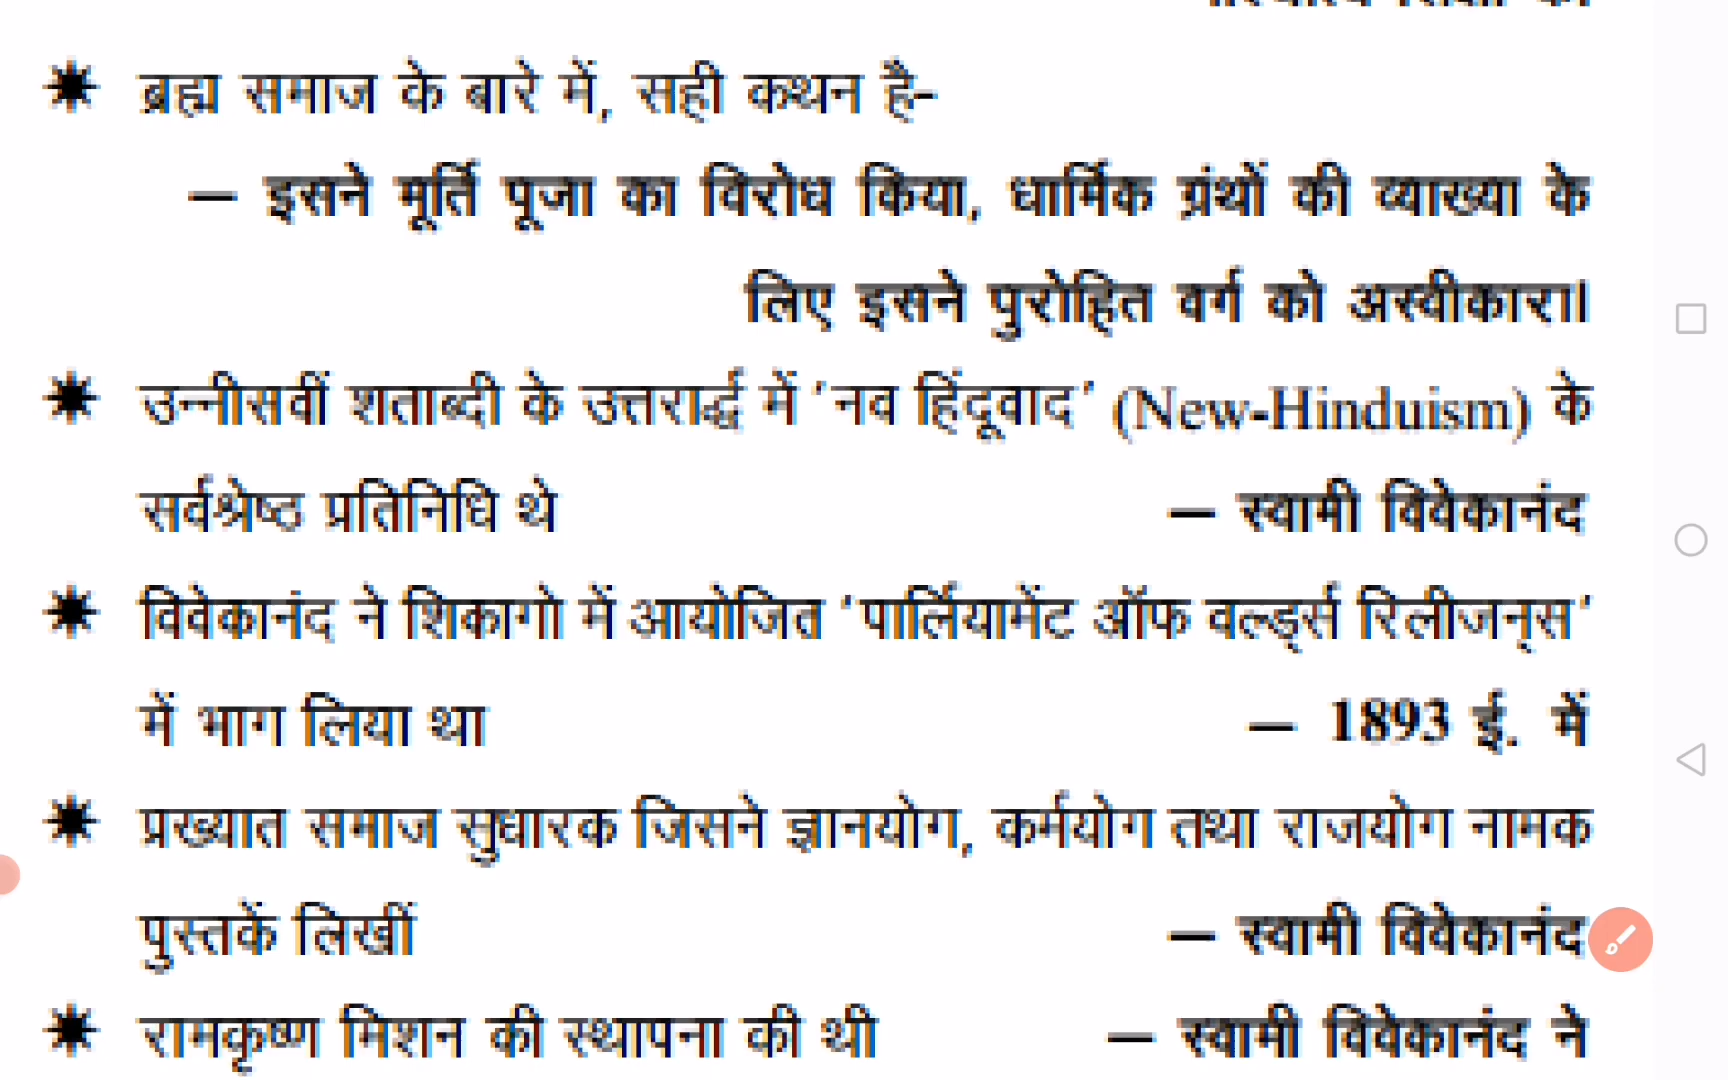 ✷ ब्रह्म समाज के बारे में, सही कथन है-
— इसने मूर्ति पूजा का विरोध किया, धार्मिक ग्रंथों की व्याख्या के
लिए इसने पुरोहित वर्ग को अस्वीकारा।
✷ उन्नीसवीं शताब्दी के उत्तरार्द्ध में ‘नव हिंदूवाद’ (New-Hinduism) के
सर्वश्रेष्ठ प्रतिनिधि थे — स्वामी विवेकानंद
✷ विवेकानंद ने शिकागो में आयोजित ‘पार्लियामेंट ऑफ वर्ल्ड्स रिलीजन्स’
में भाग लिया था — 1893 ई. में
✷ प्रख्यात समाज सुधारक जिसने ज्ञानयोग, कर्मयोग तथा राजयोग नामक
पुस्तकें लिखीं — स्वामी विवेकानंद
✷ रामकृष्ण मिशन की स्थापना की थी — स्वामी विवेकानंद ने